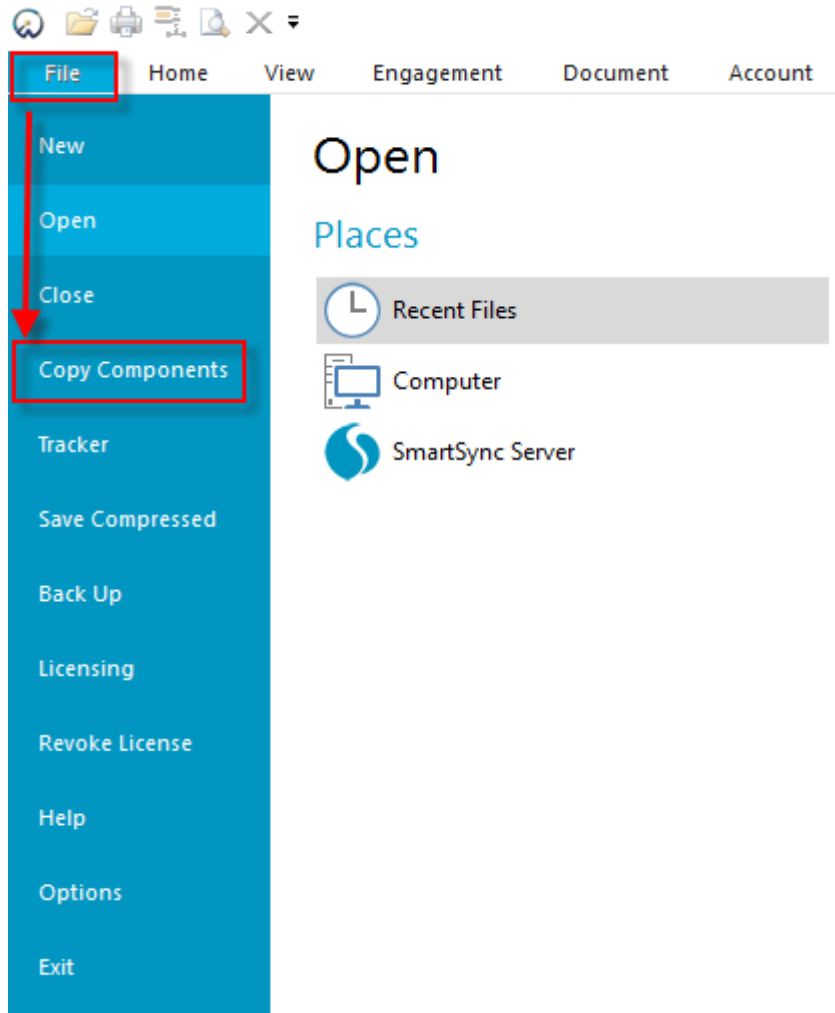 File Home View Engagement Document Account
New
Open
Close
Copy Components
Tracker
Save Compressed
Back Up
Licensing
Revoke License
Help
Options
Exit
Open
Places
Recent Files
Computer
SmartSync Server